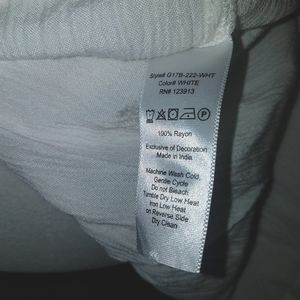 Style# G17B-222-WHT
Color# WHITE
RN# 123913
100% Rayon
Exclusive of Decoration
Made in India
Machine Wash Cold,
Gentle Cycle
Do not Bleach,
Tumble Dry Low Heat
Iron Low Heat
on Reverse Side
Dry Clean